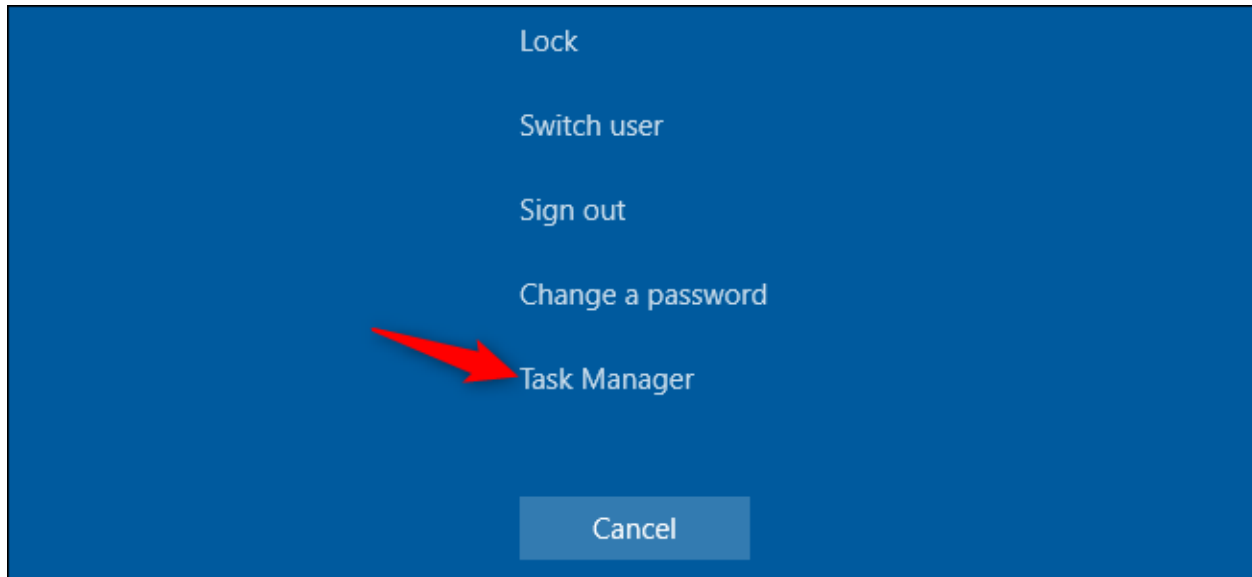 Lock
Switch user
Sign out
Change a password
Task Manager
Cancel